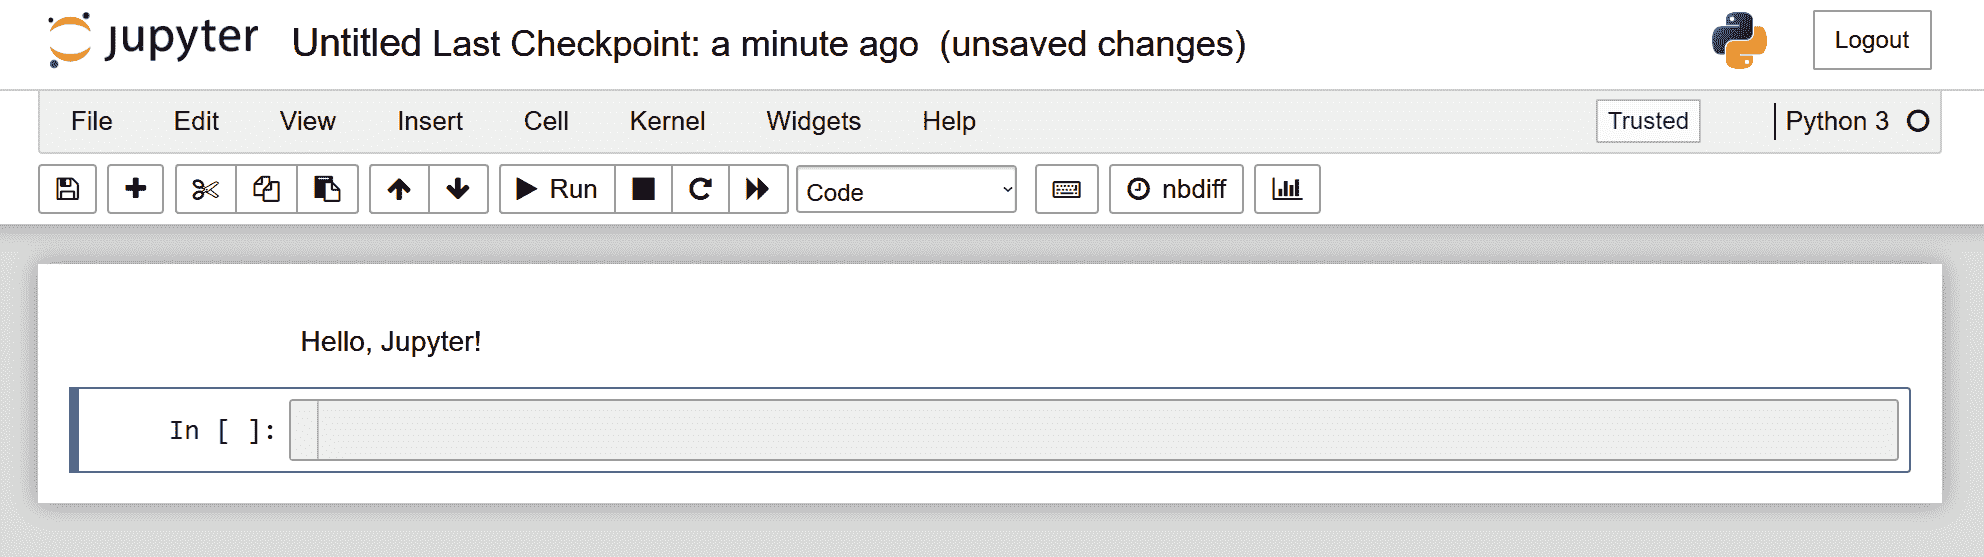 jupyter Untitled Last Checkpoint: a minute ago (unsaved changes) Logout
File Edit View Insert Cell Kernel Widgets Help Trusted Python 3
Run Code nbdiff
Hello, Jupyter!
In [ ]: